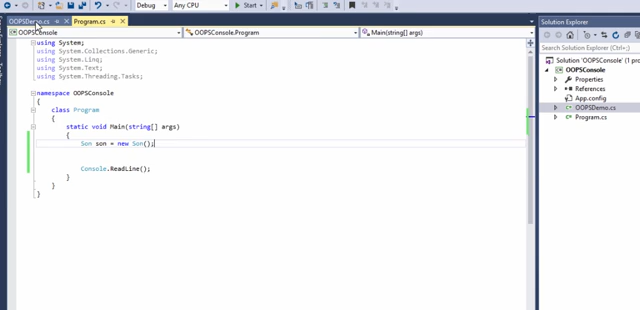 Debug Any CPU Start
OOPSDemo.cs Program.cs
OOPSConsole OOPSConsole.Program Main(string[] args)
using System;
using System.Collections.Generic;
using System.Linq;
using System.Text;
using System.Threading.Tasks;
namespace OOPSConsole
{
class Program
{
static void Main(string[] args)
{
Son son = new Son();
Console.ReadLine();
}
}
}
Solution Explorer
Search Solution Explorer (Ctrl+;)
Solution 'OOPSConsole' (1 pro
OOPSConsole
Properties
References
App.config
OOPSDemo.cs
Program.cs